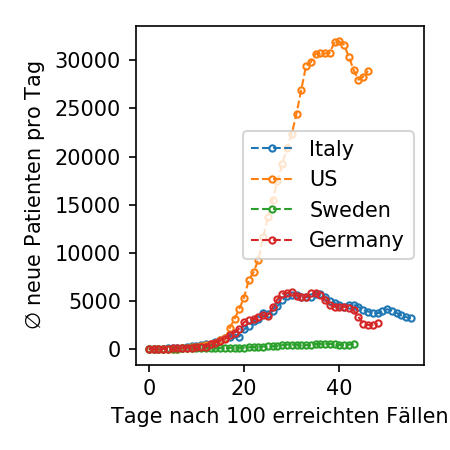 ∅ neue Patienten pro Tag
30000
25000
20000
15000
10000
5000
0
Italy
US
Sweden
Germany
0 20 40
Tage nach 100 erreichten Fällen